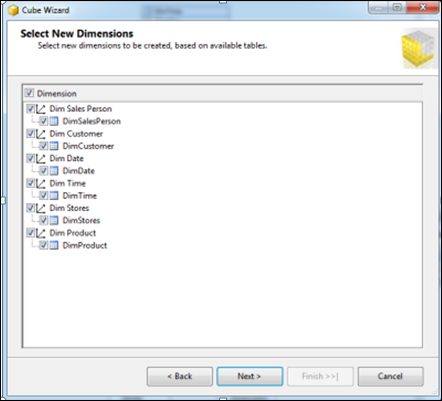 Cube Wizard
Select New Dimensions
Select new dimensions to be created, based on available tables.
Dimension
Dim Sales Person
DimSalesPerson
Dim Customer
DimCustomer
Dim Date
DimDate
Dim Time
DimTime
Dim Stores
DimStores
Dim Product
DimProduct
< Back Next > Finish >>| Cancel